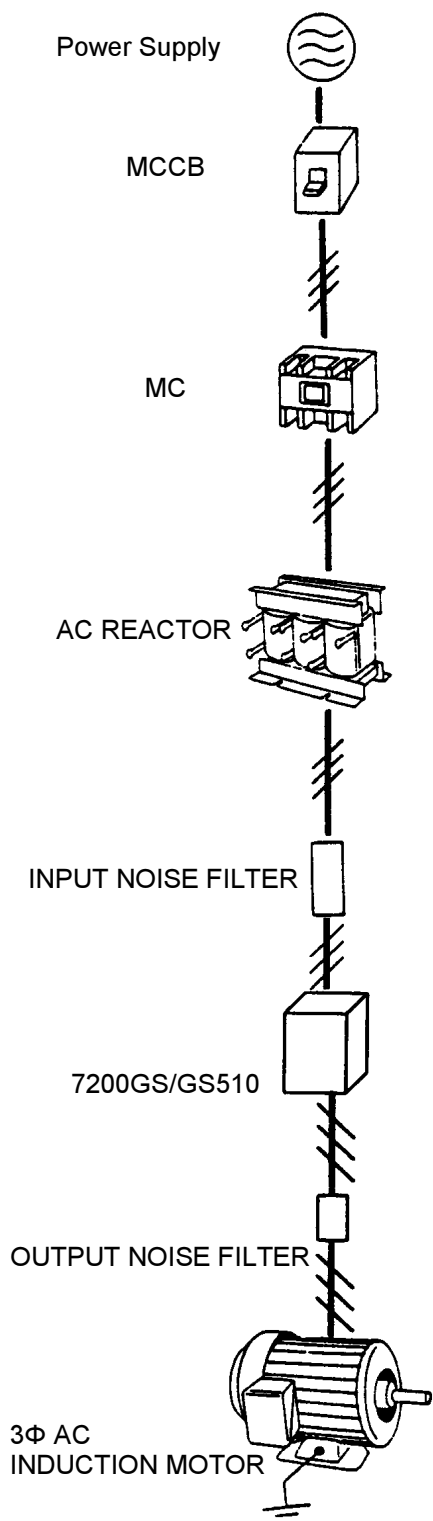 Power Supply
MCCB
MC
AC REACTOR
INPUT NOISE FILTER
7200GS/GS510
OUTPUT NOISE FILTER
3Φ AC
INDUCTION MOTOR